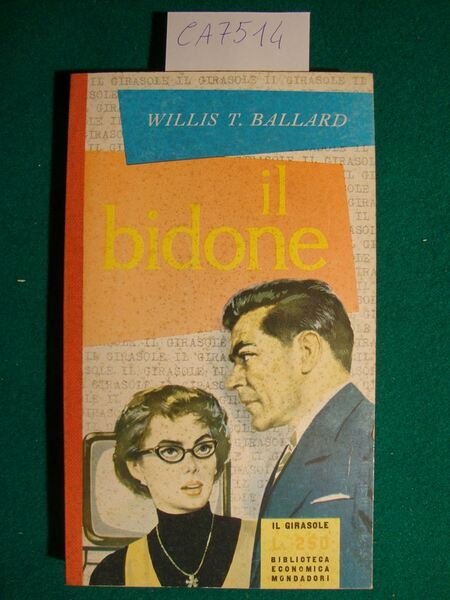 CA7514
IL GIRASOLE IL GIRASOLE IL
WILLIS T. BALLARD
il
bidone
IL GIRASOLE
L. 250
BIBLIOTECA
ECONOMICA
MONDADORI